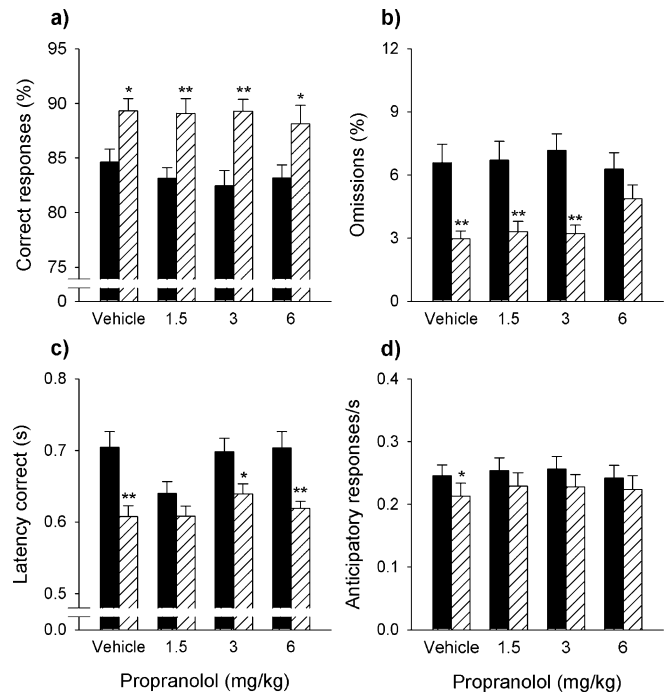 a)
95
90
85
80
75
0
Correct responses (%)
* ** ** *
Vehicle 1.5 3 6
b)
12
9
6
3
0
Omissions (%)
** ** **
Vehicle 1.5 3 6
c)
0.8
0.7
0.6
0.5
0.0
Latency correct (s)
** * **
Vehicle 1.5 3 6
Propranolol (mg/kg)
d)
0.4
0.3
0.2
0.1
0.0
Anticipatory responses/s
*
Vehicle 1.5 3 6
Propranolol (mg/kg)